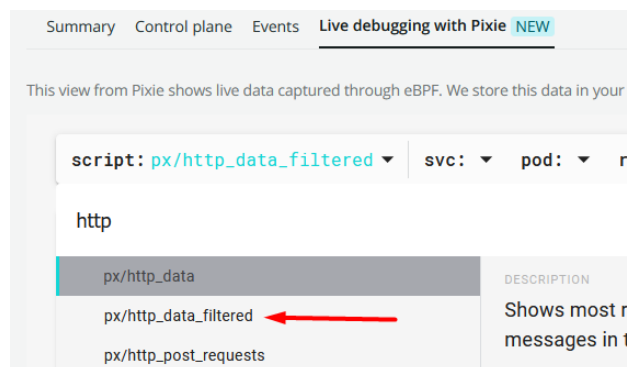 Summary Control plane Events Live debugging with Pixie NEW
This view from Pixie shows live data captured through eBPF. We store this data in your
script: px/http_data_filtered svc: pod:
http
px/http_data
DESCRIPTION
px/http_data_filtered
Shows most
px/http_post_requests
messages in